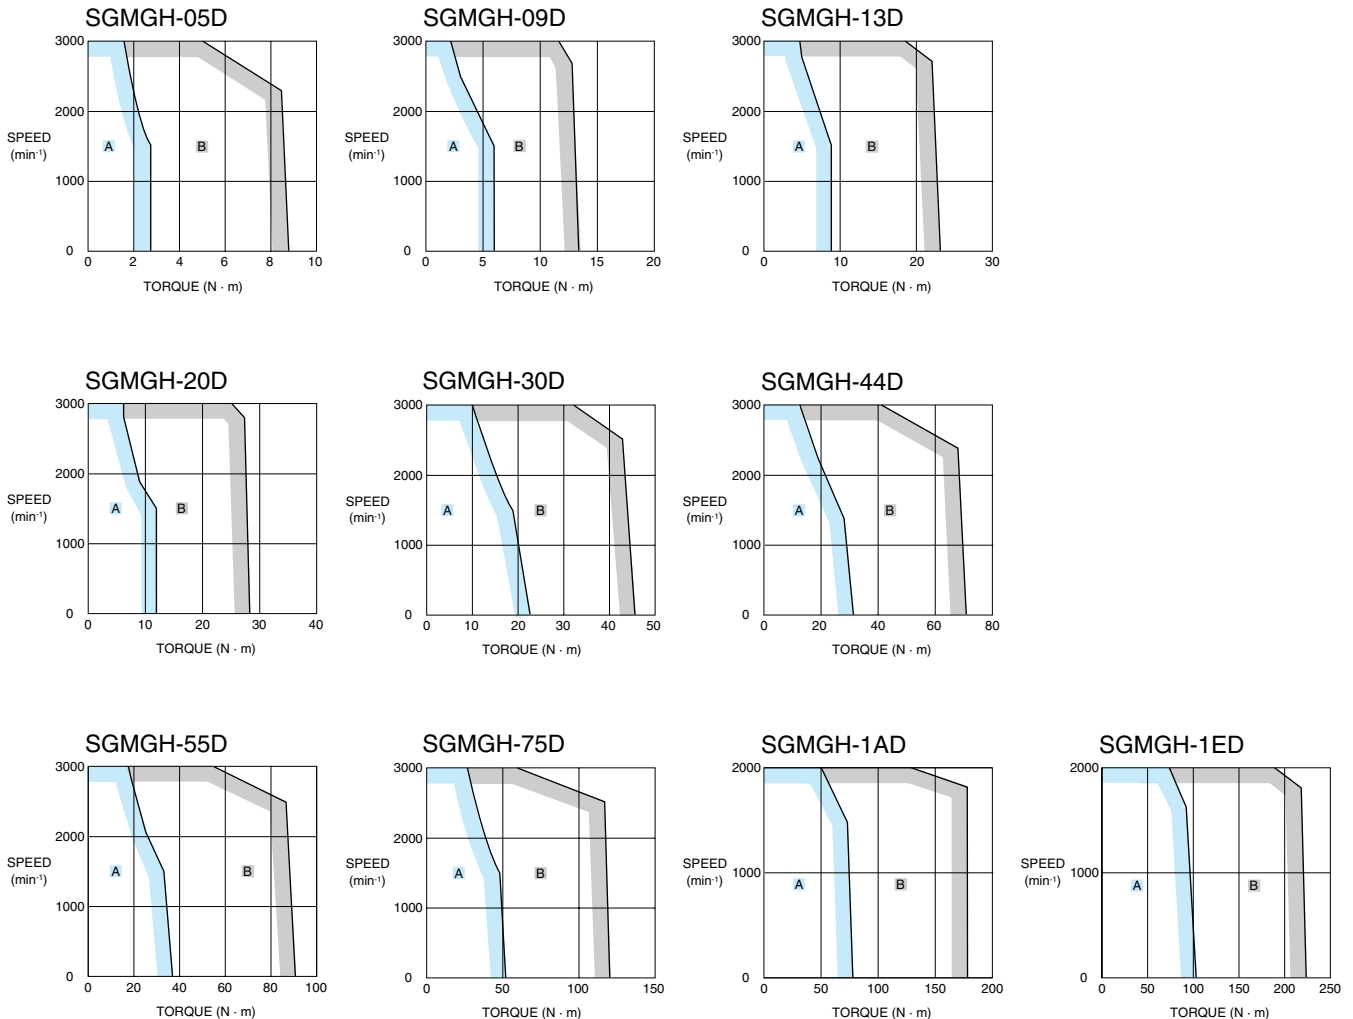 SGMGH-05D
3000
2000
SPEED
(min⁻¹)
A
B
1000
0
0 2 4 6 8 10
TORQUE (N · m)
SGMGH-09D
3000
2000
SPEED
(min⁻¹)
A
B
1000
0
0 5 10 15 20
TORQUE (N · m)
SGMGH-13D
3000
2000
SPEED
(min⁻¹)
A
B
1000
0
0 10 20 30
TORQUE (N · m)
SGMGH-20D
3000
2000
SPEED
(min⁻¹)
A
B
1000
0
0 10 20 30 40
TORQUE (N · m)
SGMGH-30D
3000
2000
SPEED
(min⁻¹)
A
B
1000
0
0 10 20 30 40 50
TORQUE (N · m)
SGMGH-44D
3000
2000
SPEED
(min⁻¹)
A
B
1000
0
0 20 40 60 80
TORQUE (N · m)
SGMGH-55D
3000
2000
SPEED
(min⁻¹)
A
B
1000
0
0 20 40 60 80 100
TORQUE (N · m)
SGMGH-75D
3000
2000
SPEED
(min⁻¹)
A
B
1000
0
0 50 100 150
TORQUE (N · m)
SGMGH-1AD
2000
SPEED
(min⁻¹)
1000
A
B
0
0 50 100 150 200
TORQUE (N · m)
SGMGH-1ED
2000
SPEED
(min⁻¹)
1000
A
B
0
0 50 100 150 200 250
TORQUE (N · m)